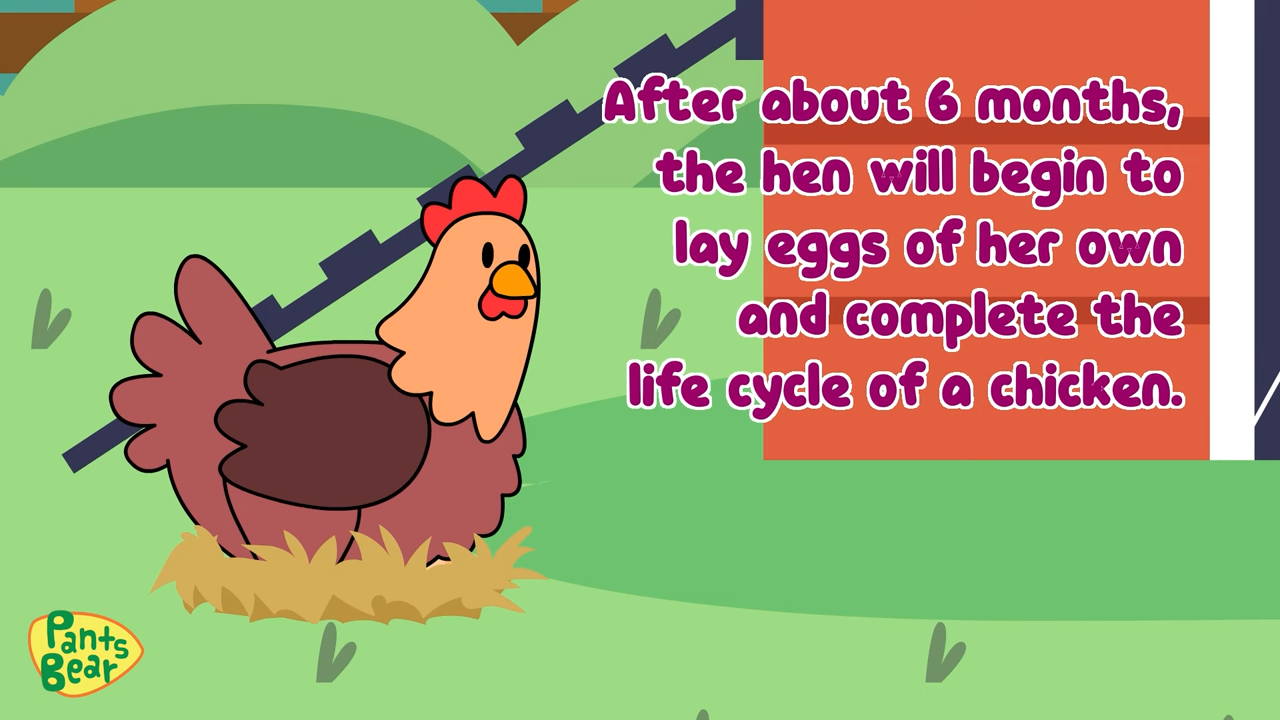 After about 6 months,
the hen will begin to
lay eggs of her own
and complete the
life cycle of a chicken.
Pants
Bear